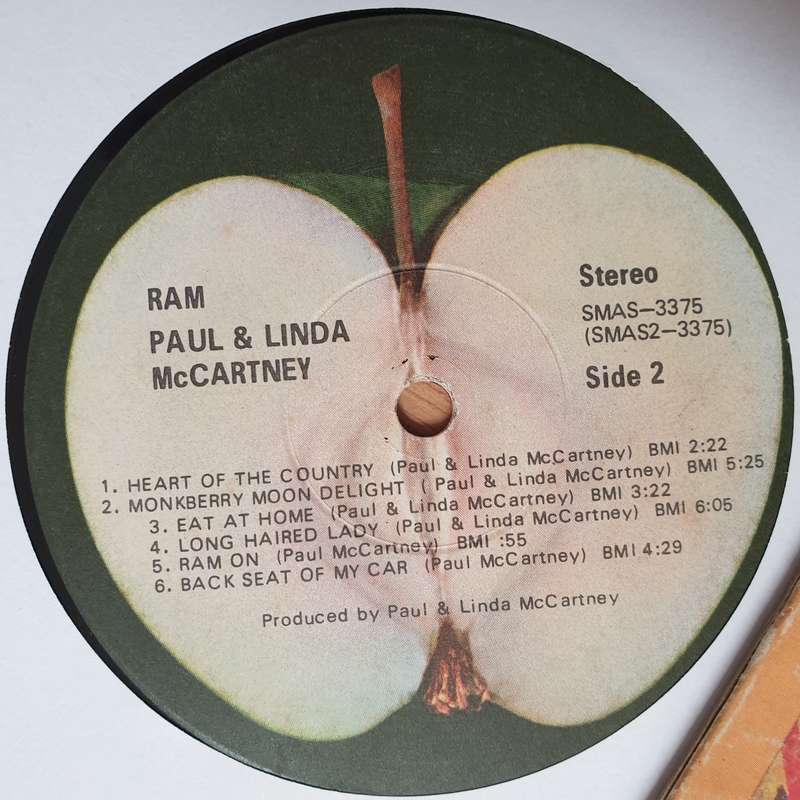 RAM
PAUL & LINDA
McCARTNEY
Stereo
SMAS—3375
(SMAS2—3375)
Side 2
1. HEART OF THE COUNTRY (Paul & Linda McCartney) BMI 2:22
2. MONKBERRY MOON DELIGHT ( Paul & Linda McCartney) BMI 5:25
3. EAT AT HOME (Paul & Linda McCartney) BMI 3:22
4. LONG HAIRED LADY (Paul & Linda McCartney) BMI 6:05
5. RAM ON (Paul McCartney) BMI :55
6. BACK SEAT OF MY CAR (Paul McCartney) BMI 4:29
Produced by Paul & Linda McCartney